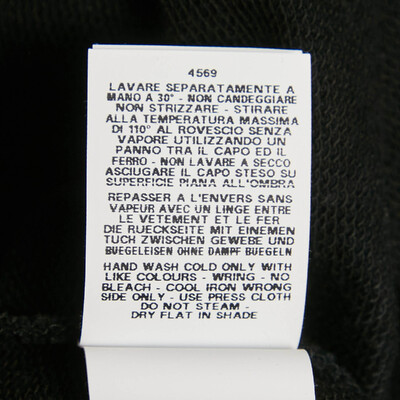 4569
LAVARE SEPARATAMENTE A
MANO A 30° - NON CANDEGGIARE
NON STRIZZARE - STIRARE
ALLA TEMPERATURA MASSIMA
DI 110° AL ROVESCIO SENZA
VAPORE UTILIZZANDO UN
PANNO TRA IL CAPO ED IL
FERRO - NON LAVARE A SECCO
ASCIUGARE IL CAPO STESO SU
SUPERFICIE PIANA ALL'OMBRA
REPASSER A L'ENVERS SANS
VAPEUR AVEC UN LINGE ENTRE
LE VETEMENT ET LE FER
DIE RUECKSEITE MIT EINEMEN
TUCH ZWISCHEN GEWEBE UND
BUEGELEISEN OHNE DAMPF BUEGELN
HAND WASH COLD ONLY WITH
LIKE COLOURS - WRING - NO
BLEACH - COOL IRON WRONG
SIDE ONLY - USE PRESS CLOTH
DO NOT STEAM -
DRY FLAT IN SHADE